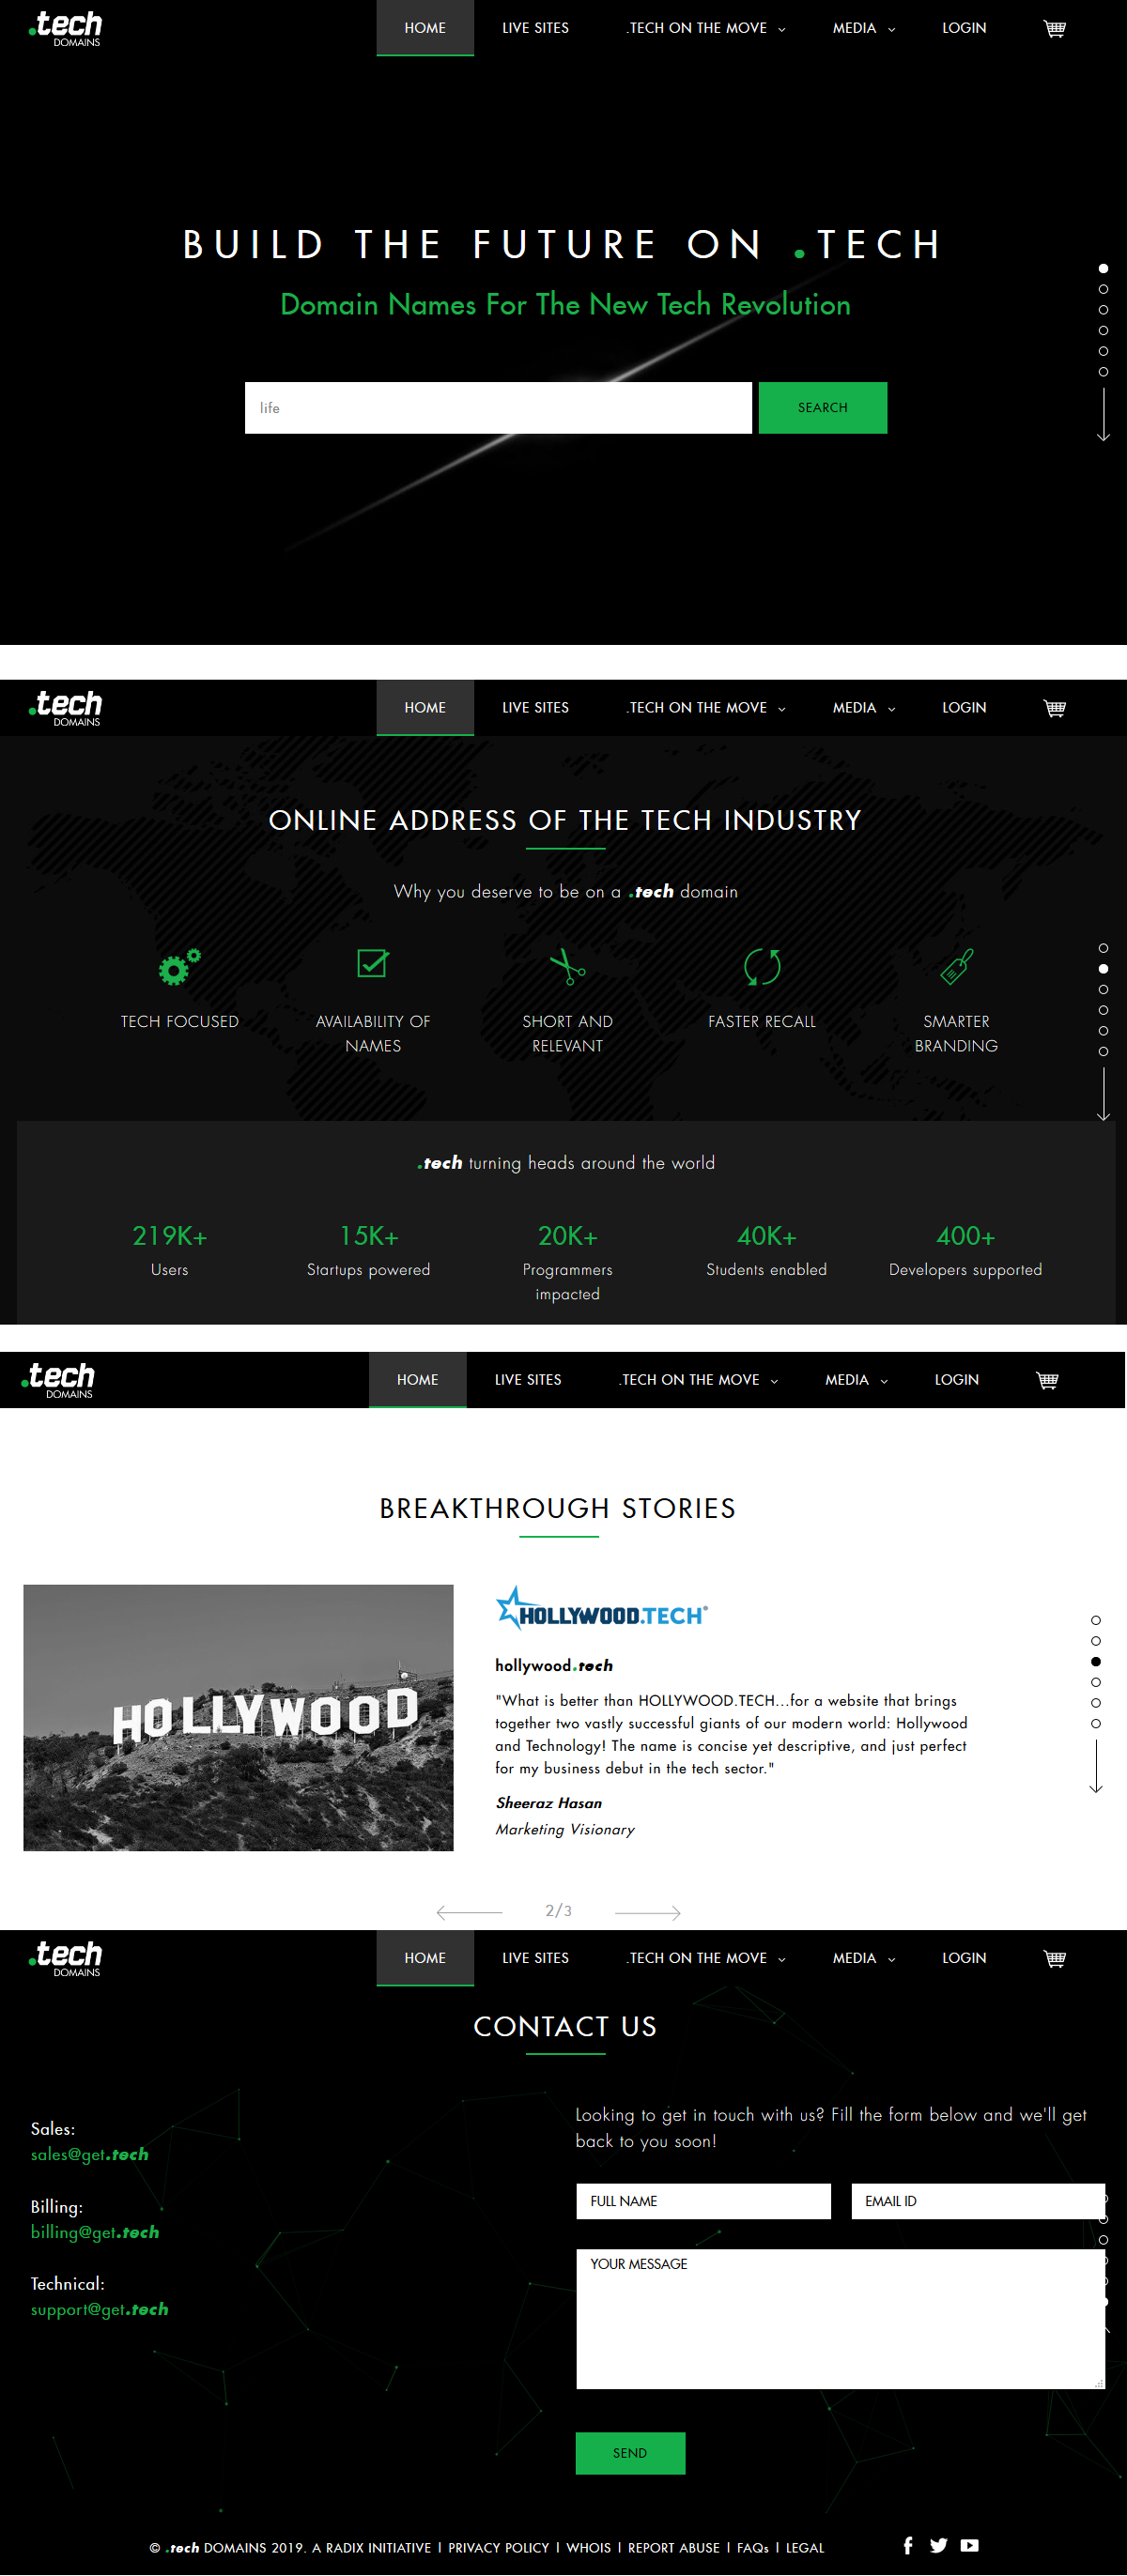 .tech
DOMAINS
HOME
LIVE SITES
.TECH ON THE MOVE
MEDIA
LOGIN
BUILD THE FUTURE ON .TECH
Domain Names For The New Tech Revolution
life
SEARCH
.tech
DOMAINS
HOME
LIVE SITES
.TECH ON THE MOVE
MEDIA
LOGIN
ONLINE ADDRESS OF THE TECH INDUSTRY
Why you deserve to be on a .tech domain
TECH FOCUSED
AVAILABILITY OF
NAMES
SHORT AND
RELEVANT
FASTER RECALL
SMARTER
BRANDING
.tech turning heads around the world
219K+
Users
15K+
Startups powered
20K+
Programmers
impacted
40K+
Students enabled
400+
Developers supported
.tech
DOMAINS
HOME
LIVE SITES
.TECH ON THE MOVE
MEDIA
LOGIN
BREAKTHROUGH STORIES
HOLLYWOOD
HOLLYWOOD.TECH®
hollywood.tech
"What is better than HOLLYWOOD.TECH...for a website that brings
together two vastly successful giants of our modern world: Hollywood
and Technology! The name is concise yet descriptive, and just perfect
for my business debut in the tech sector."
Sheeraz Hasan
Marketing Visionary
2/3
.tech
DOMAINS
HOME
LIVE SITES
.TECH ON THE MOVE
MEDIA
LOGIN
CONTACT US
Sales:
sales@get.tech
Billing:
billing@get.tech
Technical:
support@get.tech
Looking to get in touch with us? Fill the form below and we'll get
back to you soon!
FULL NAME
EMAIL ID
YOUR MESSAGE
SEND
© .tech DOMAINS 2019. A RADIX INITIATIVE | PRIVACY POLICY | WHOIS | REPORT ABUSE | FAQs | LEGAL